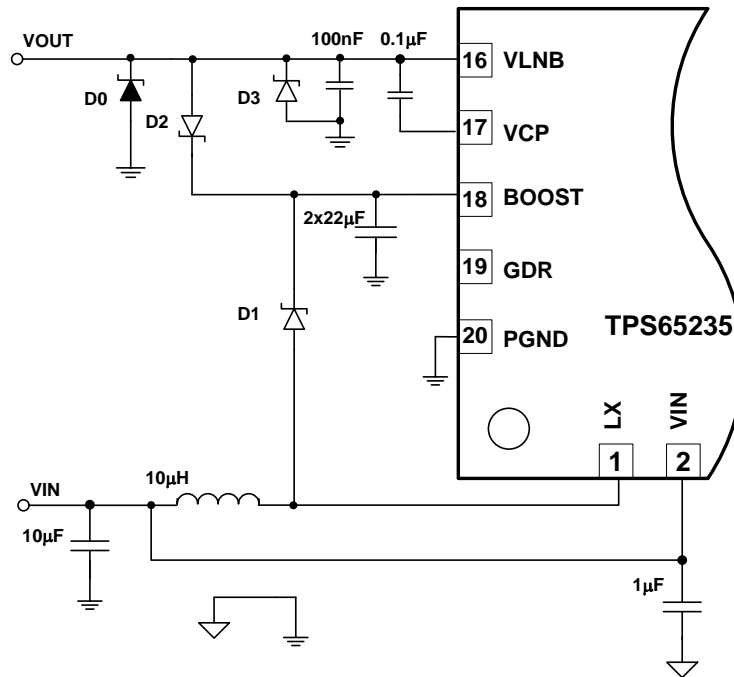 VOUT
100nF 0.1μF
16 VLNB
D0
D2
D3
17 VCP
18 BOOST
2x22μF
19 GDR
D1
20 PGND
TPS65235
LX
VIN
1 2
VIN
10μH
10μF
1μF